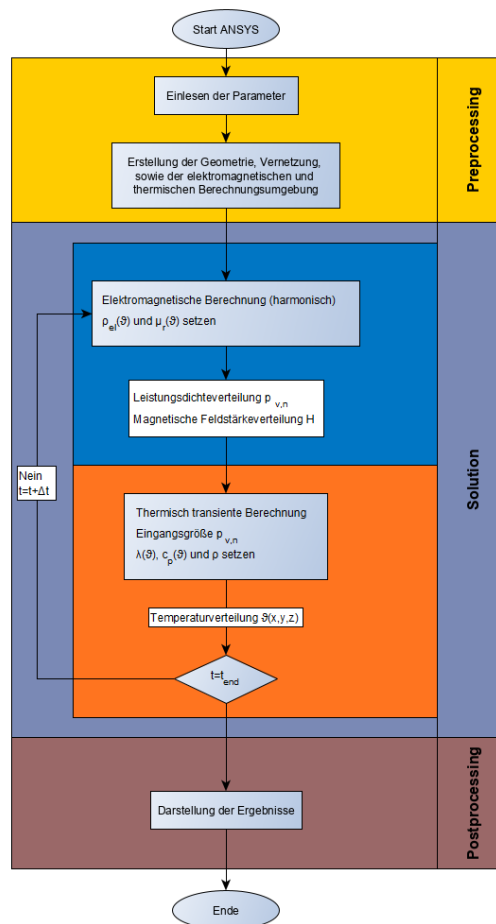 Start ANSYS
Einlesen der Parameter
Preprocessing
Erstellung der Geometrie, Vernetzung,
sowie der elektromagnetischen und
thermischen Berechnungsumgebung
Elektromagnetische Berechnung (harmonisch)
ρel(ϑ) und μr(ϑ) setzen
Leistungsdichteverteilung p v,n
Magnetische Feldstärkeverteilung H
Solution
Nein
t=t+Δt
Thermisch transiente Berechnung
Eingangsgröße p v,n
λ(ϑ), cp(ϑ) und ρ setzen
Temperaturverteilung ϑ(x,y,z)
t=tend
Postprocessing
Darstellung der Ergebnisse
Ende